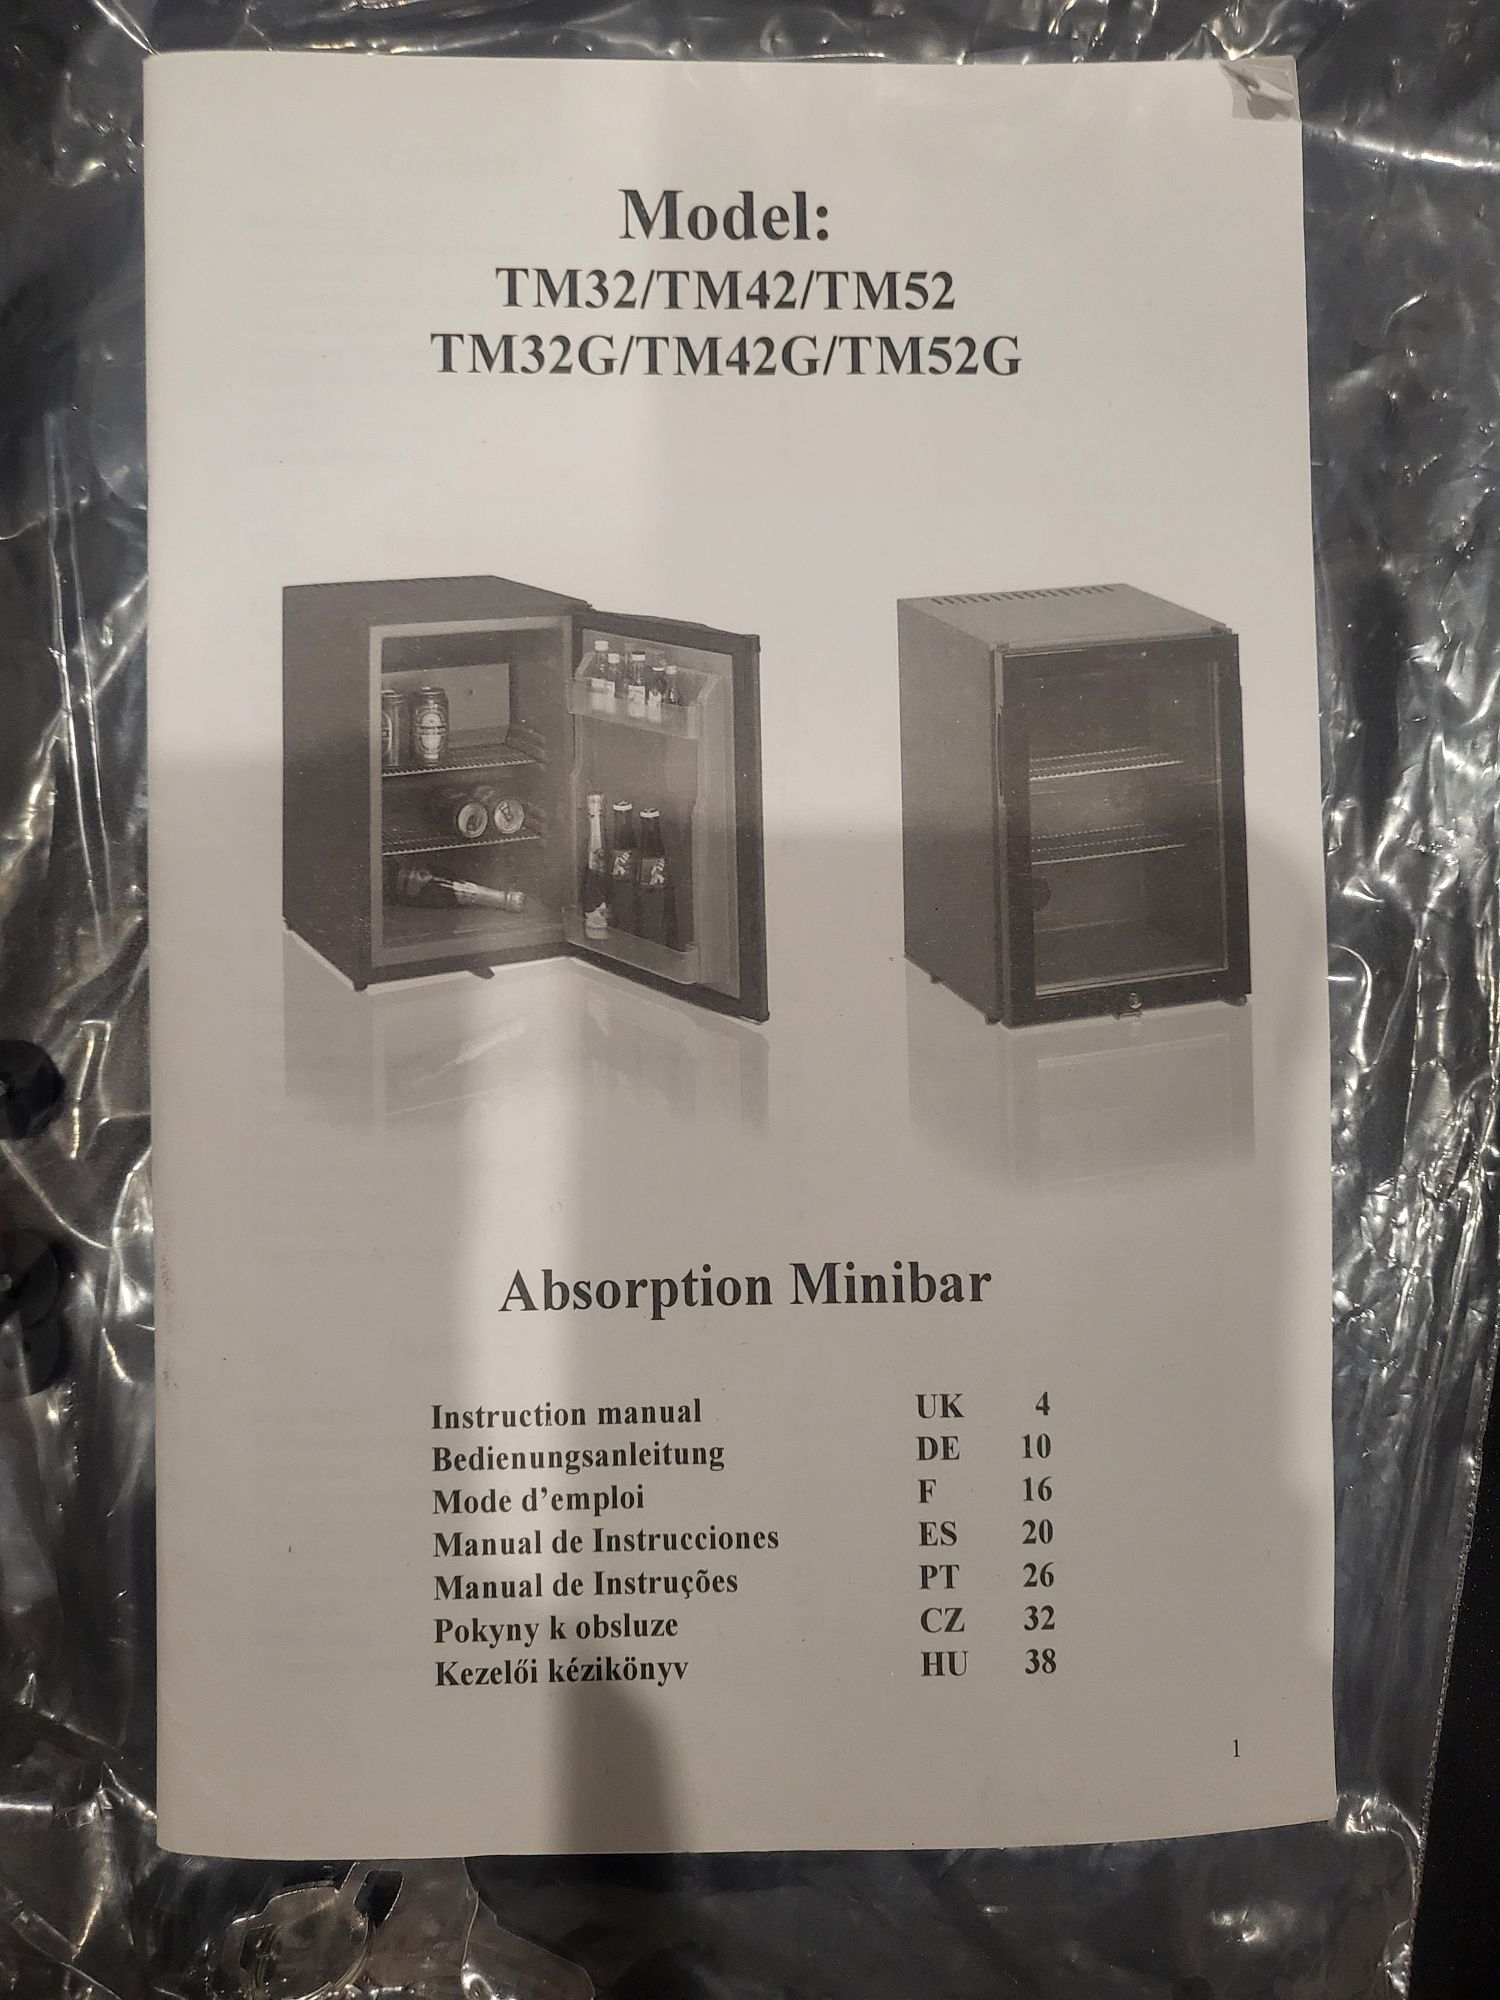 Model:
TM32/TM42/TM52
TM32G/TM42G/TM52G
Absorption Minibar
Instruction manual UK 4
Bedienungsanleitung DE 10
Mode d’emploi F 16
Manual de Instrucciones ES 20
Manual de Instruções PT 26
Pokyny k obsluze CZ 32
Kezelői kézikönyv HU 38
1